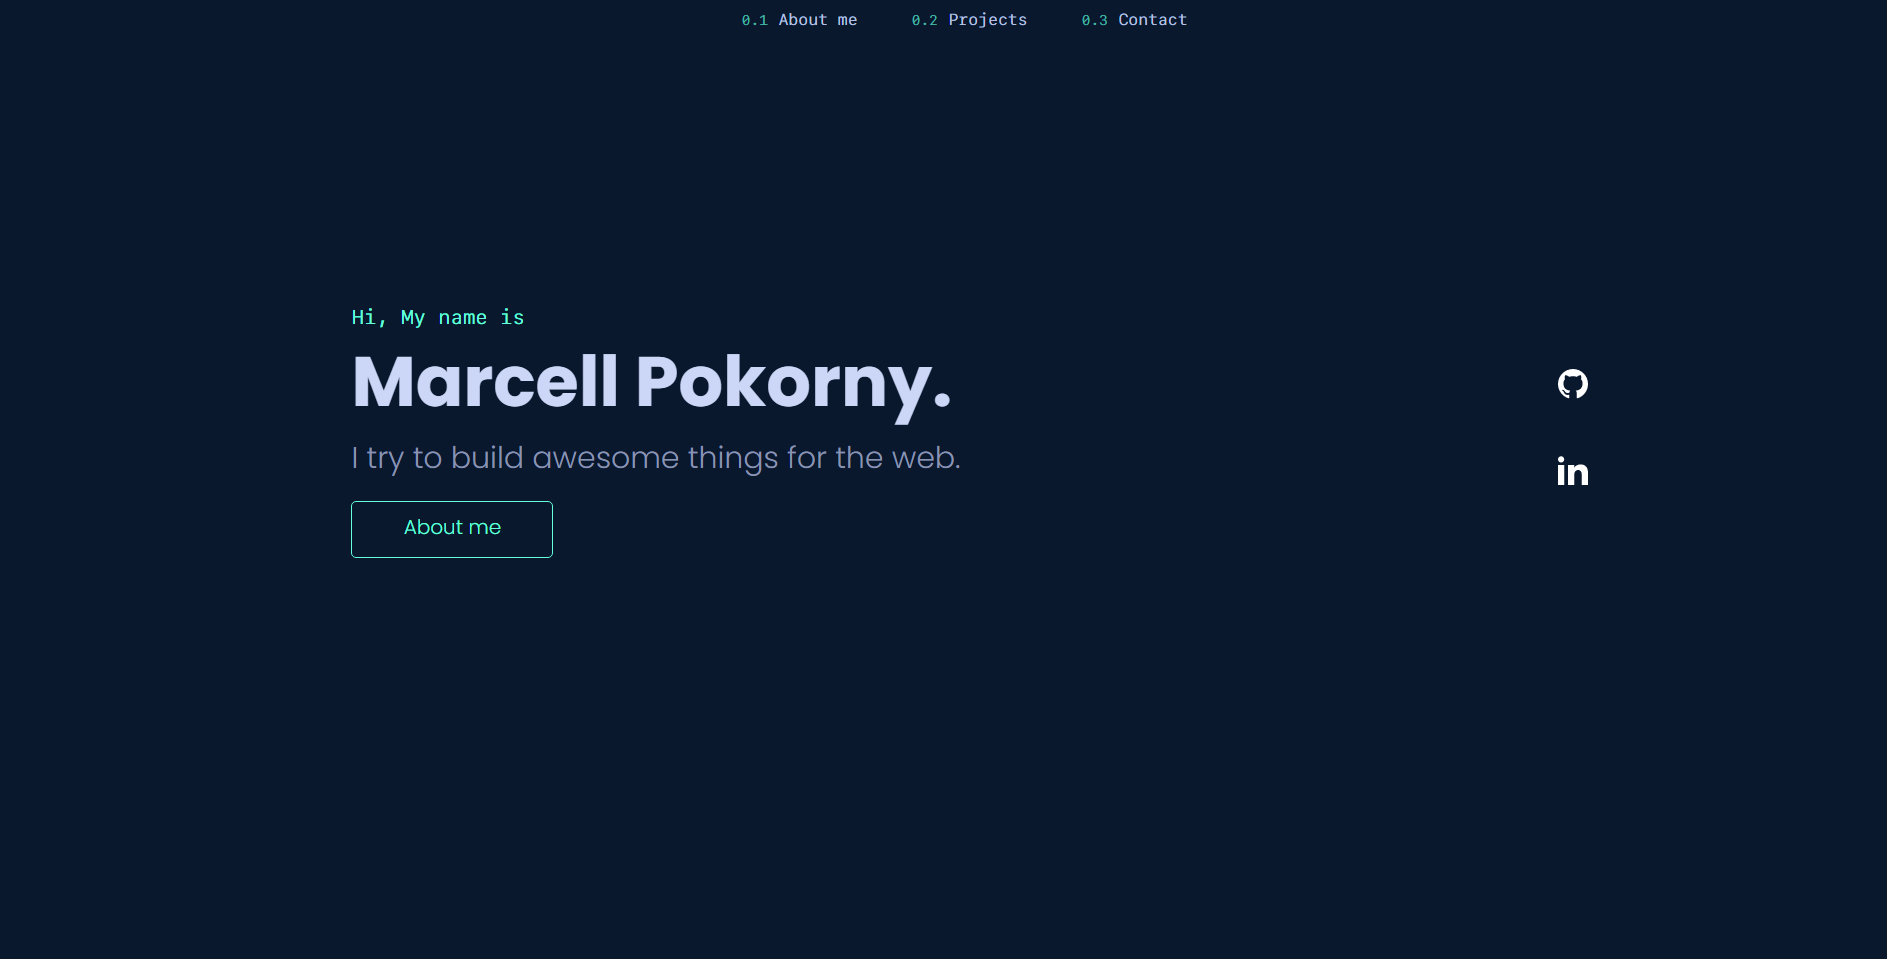 0.1 About me 0.2 Projects 0.3 Contact
Hi, My name is
Marcell Pokorny.
I try to build awesome things for the web.
About me
in